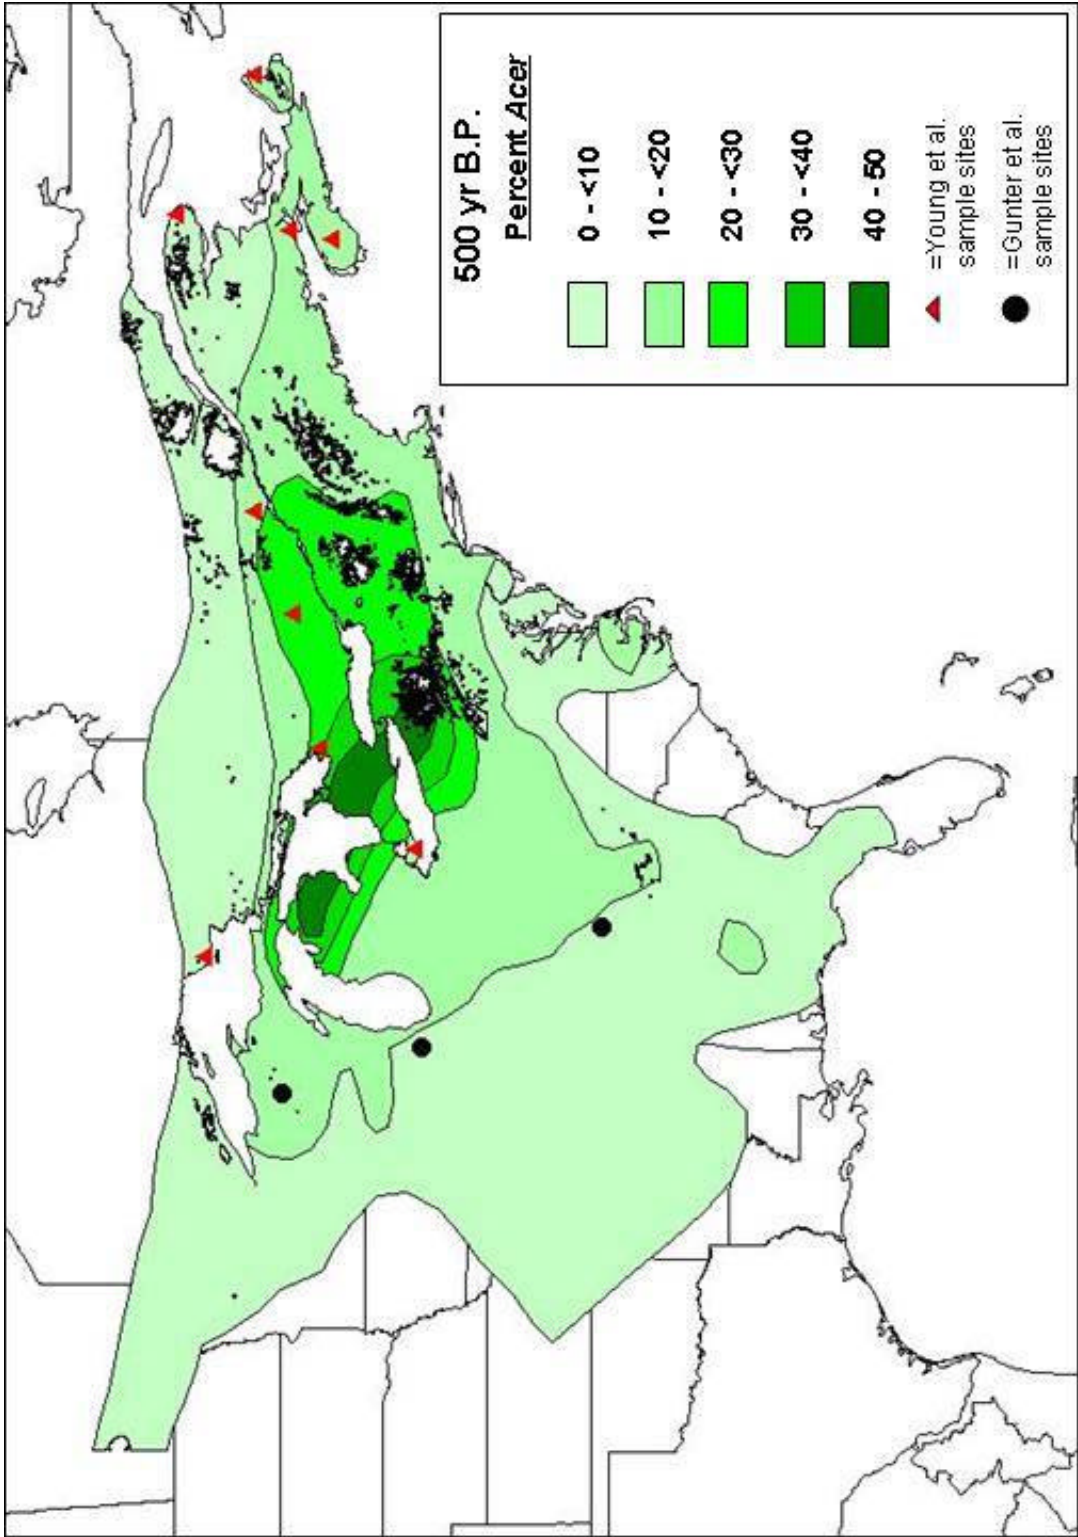 500 yr B.P.
Percent Acer
0 - <10
10 - <20
20 - <30
30 - <40
40 - 50
=Young et al.
sample sites
=Gunter et al.
sample sites